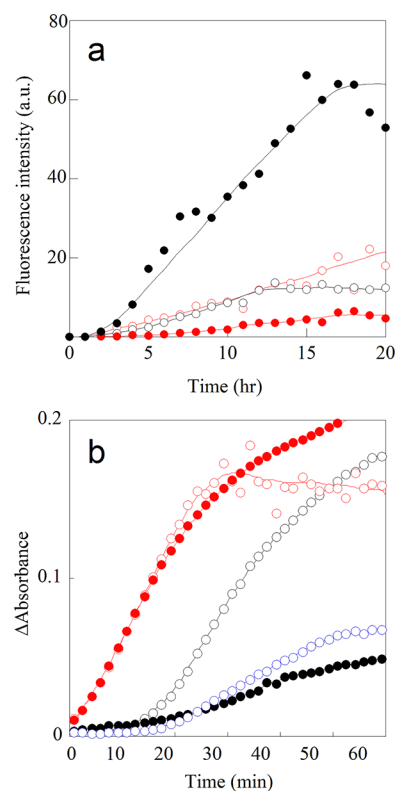 a
80
60
40
20
Fluorescence intensity (a.u.)
0 5 10 15 20
Time (hr)
b
0.2
0.1
0
ΔAbsorbance
0 10 20 30 40 50 60
Time (min)